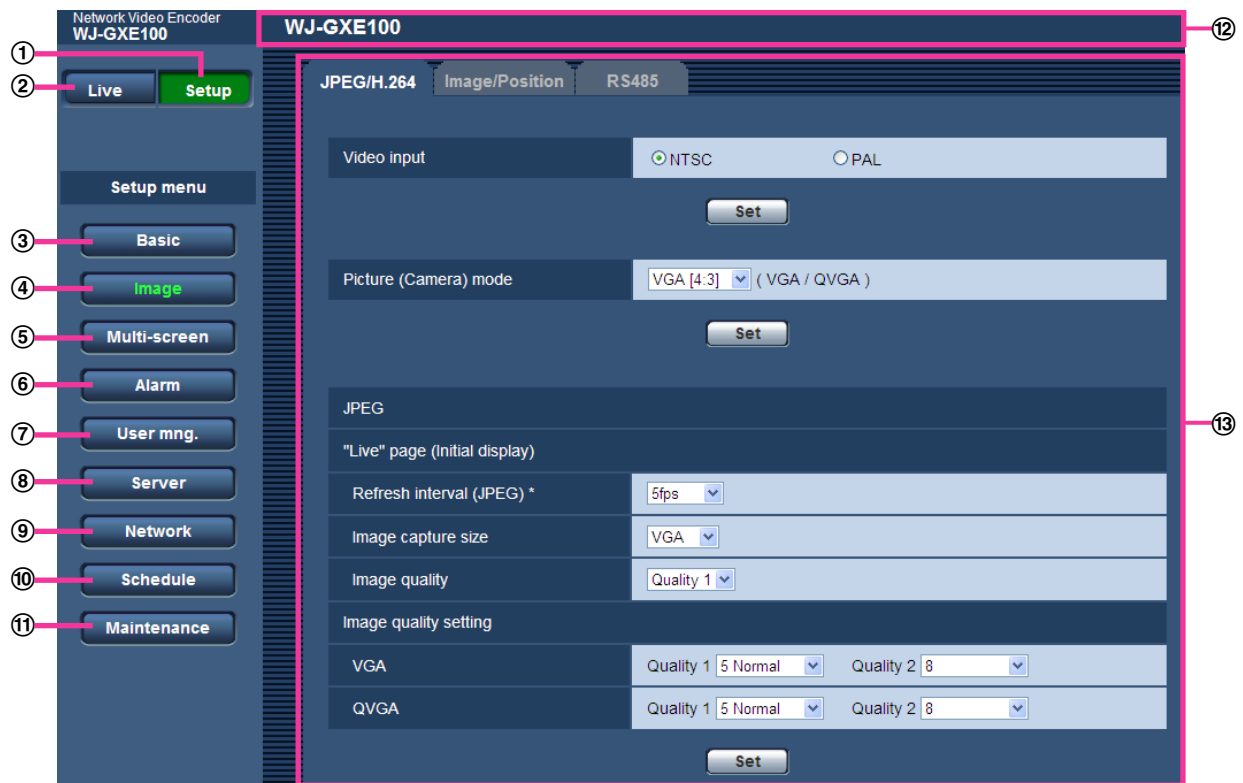 Network Video Encoder
WJ-GXE100
WJ-GXE100
⑫
①
②
Live
Setup
JPEG/H.264
Image/Position
RS485
Video input
NTSC
PAL
Set
Setup menu
③
Basic
④
Image
⑤
Multi-screen
⑥
Alarm
⑦
User mng.
⑧
Server
⑨
Network
⑩
Schedule
⑪
Maintenance
Picture (Camera) mode
VGA [4:3]
( VGA / QVGA )
Set
JPEG
⑬
"Live" page (Initial display)
Refresh interval (JPEG) *
5fps
Image capture size
VGA
Image quality
Quality 1
Image quality setting
VGA
Quality 1
5 Normal
Quality 2
8
QVGA
Quality 1
5 Normal
Quality 2
8
Set